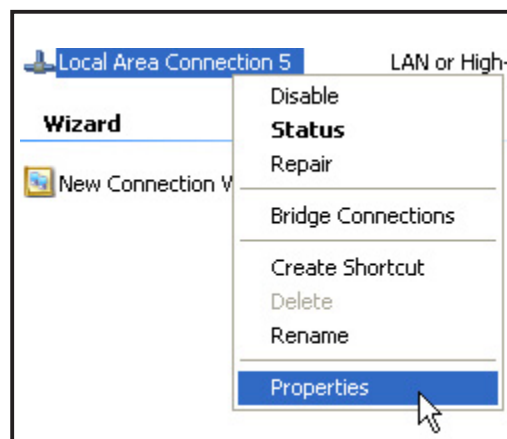 Local Area Connection 5 LAN or High-
Disable
Wizard
Status
Repair
New Connection W
Bridge Connections
Create Shortcut
Delete
Rename
Properties